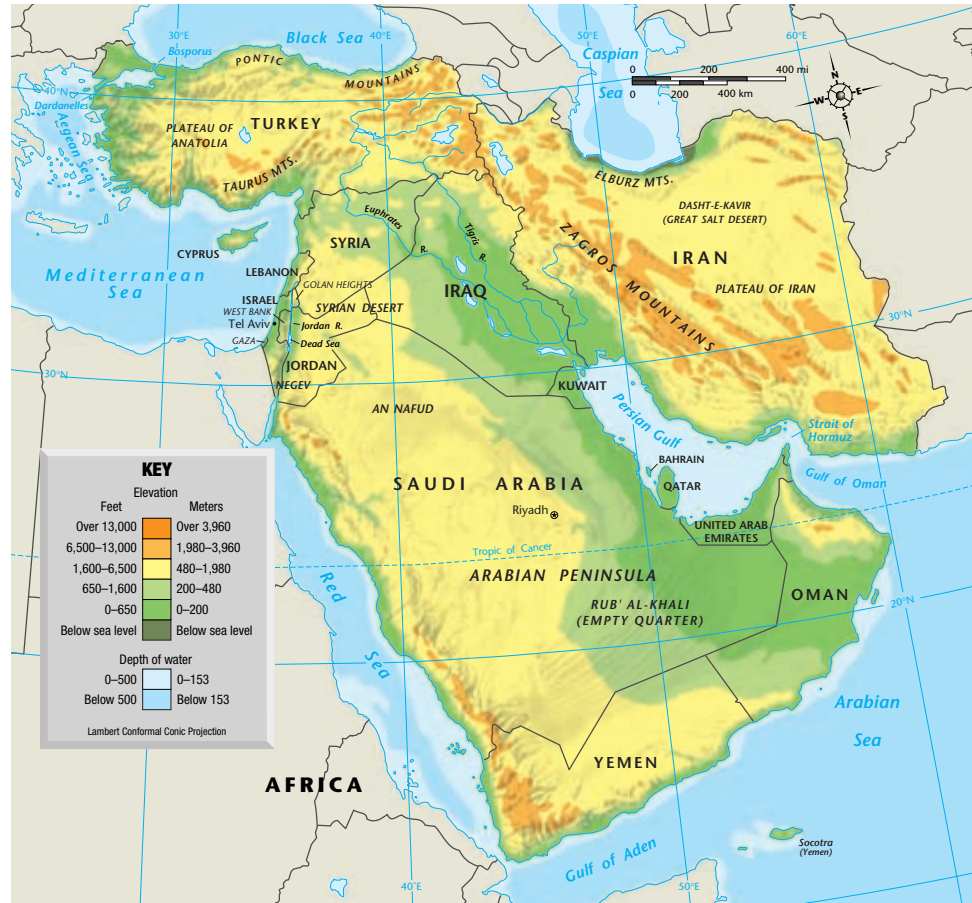 30°E
Black Sea
40°E
50°E
60°E
Bosporus
PONTIC
MOUNTAINS
Caspian
Sea
0 200 400 mi
0 200 400 km
N
W E
S
40°N
Dardanelles
Aegean Sea
PLATEAU OF
ANATOLIA
TURKEY
TAURUS MTS.
ELBURZ MTS.
DASHT-E-KAVIR
(GREAT SALT DESERT)
Euphrates
R.
Tigris
R.
ZAGROS MOUNTAINS
IRAN
PLATEAU OF IRAN
CYPRUS
SYRIA
Mediterranean
Sea
LEBANON
GOLAN HEIGHTS
IRAQ
ISRAEL
WEST BANK
SYRIAN DESERT
Tel Aviv
Jordan R.
GAZA
Dead Sea
30°N
30°N
JORDAN
NEGEV
KUWAIT
AN NAFUD
Persian Gulf
Strait of
Hormuz
BAHRAIN
Gulf of Oman
QATAR
SAUDI ARABIA
Riyadh
UNITED ARAB
EMIRATES
Tropic of Cancer
ARABIAN PENINSULA
OMAN
20°N
RUB' AL-KHALI
(EMPTY QUARTER)
Red
Sea
Arabian
Sea
YEMEN
AFRICA
Gulf of Aden
Socotra
(Yemen)
40°E
50°E
KEY
Elevation
Feet Meters
Over 13,000 Over 3,960
6,500–13,000 1,980–3,960
1,600–6,500 480–1,980
650–1,600 200–480
0–650 0–200
Below sea level Below sea level
Depth of water
0–500 0–153
Below 500 Below 153
Lambert Conformal Conic Projection